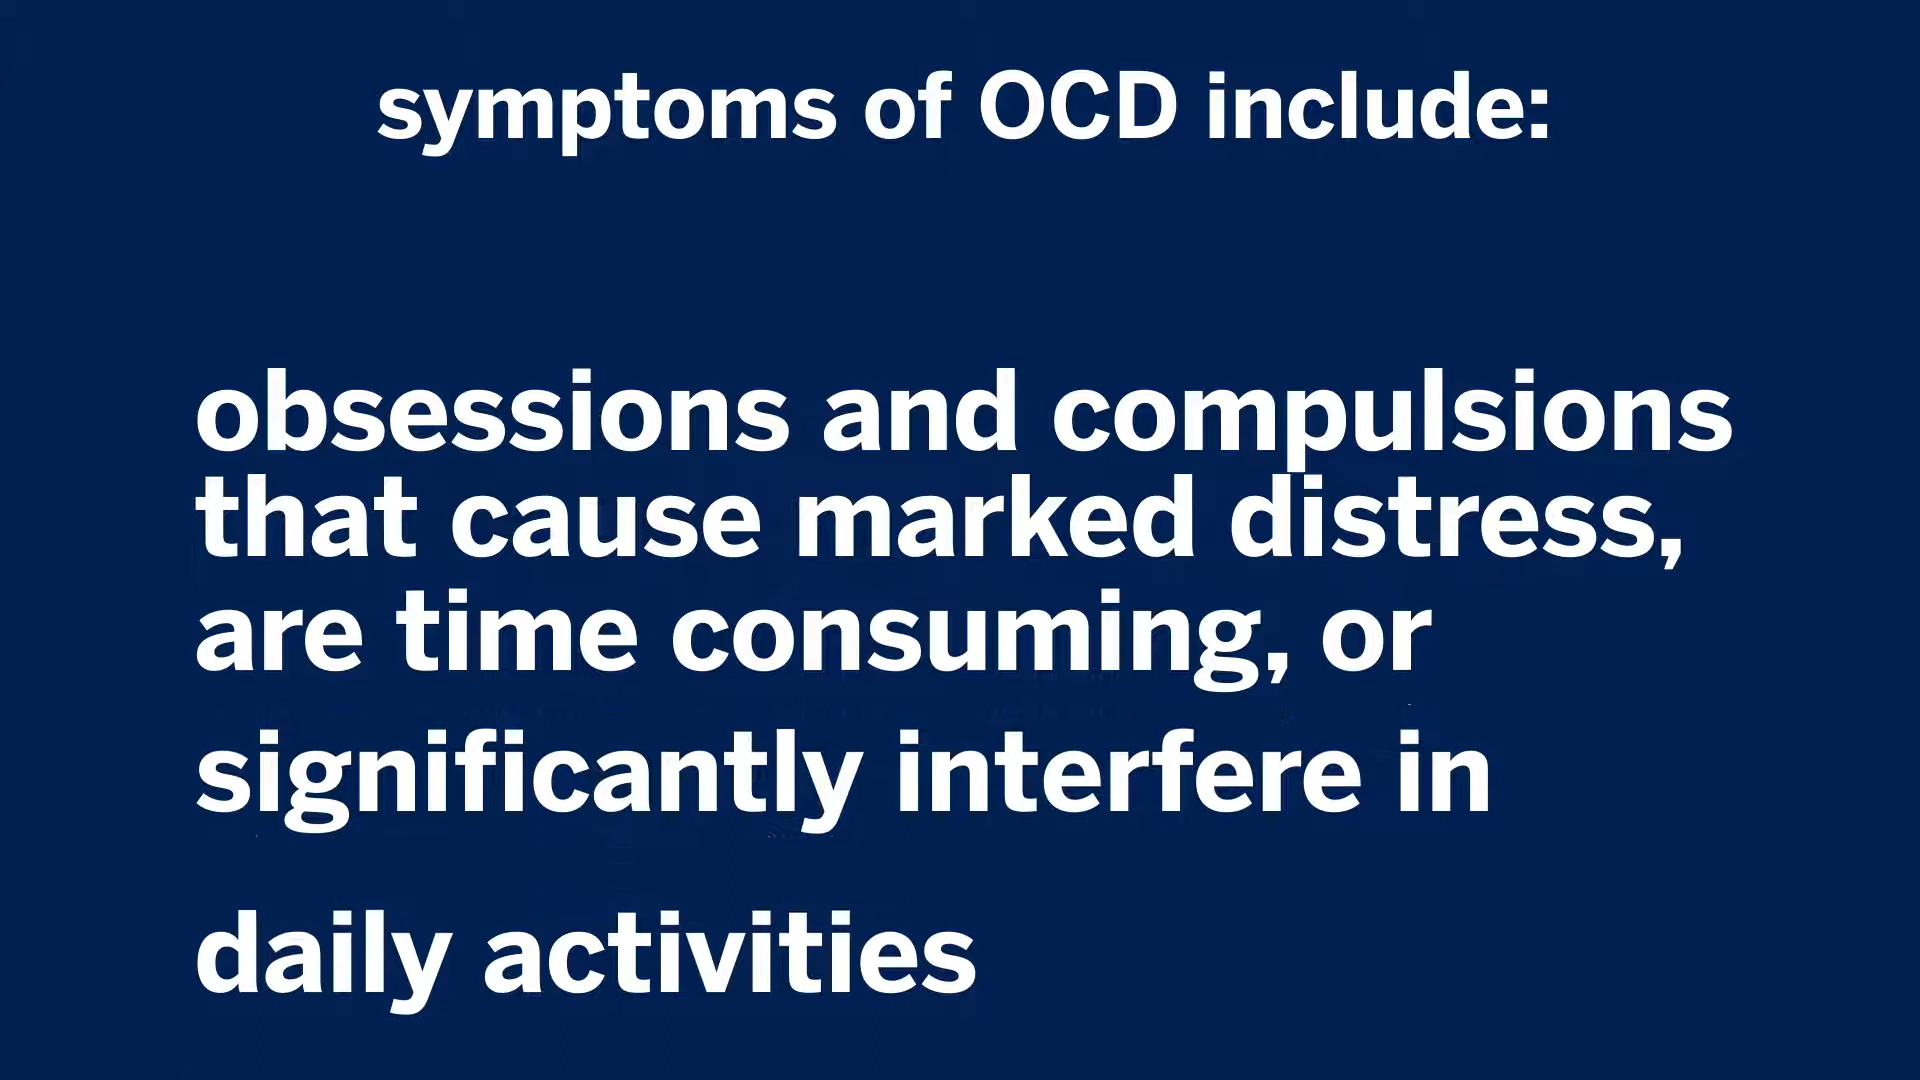 symptoms of OCD include:
obsessions and compulsions
that cause marked distress,
are time consuming, or
significantly interfere in
daily activities